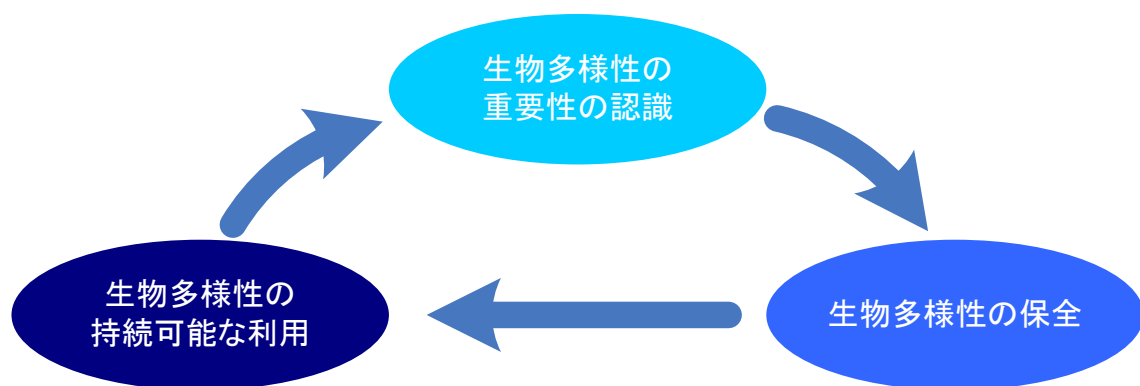 生物多様性の
重要性の認識
生物多様性の
持続可能な利用
生物多様性の保全